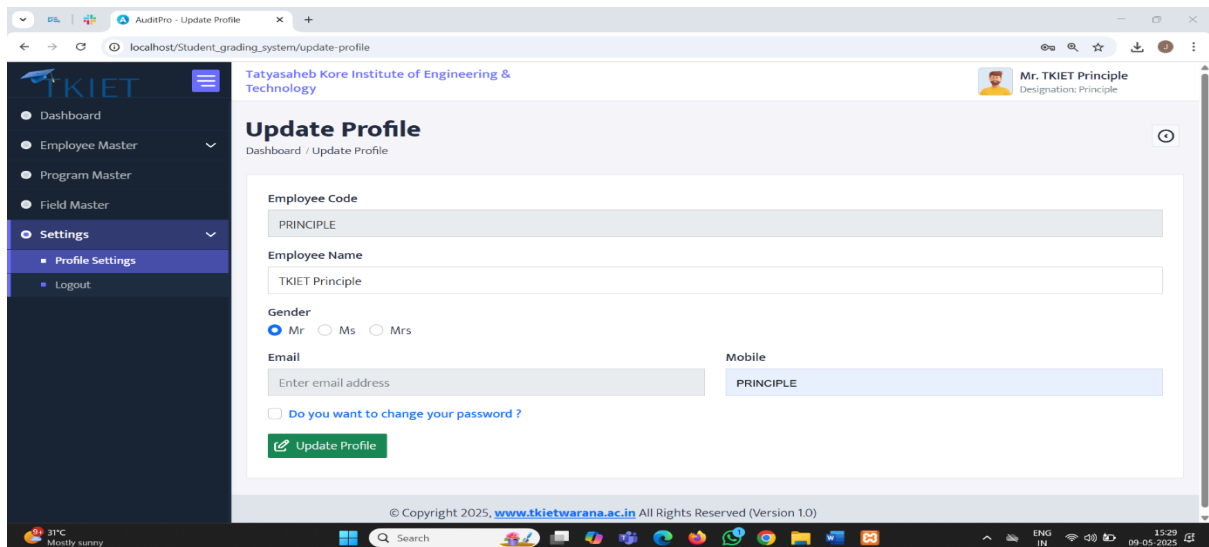 AuditPro - Update Profile
localhost/Student_grading_system/update-profile
J
TKIET
Tatyasaheb Kore Institute of Engineering &
Technology
Mr. TKIET Principle
Designation: Principle
Dashboard
Employee Master
Program Master
Field Master
Settings
Profile Settings
Logout
Update Profile
Dashboard / Update Profile
Employee Code
PRINCIPLE
Employee Name
TKIET Principle
Gender
Mr Ms Mrs
Email Mobile
Enter email address PRINCIPLE
Do you want to change your password ?
Update Profile
© Copyright 2025, www.tkietwarana.ac.in All Rights Reserved (Version 1.0)
31°C
Mostly sunny
Search
ENG
IN
15:29
09-05-2025